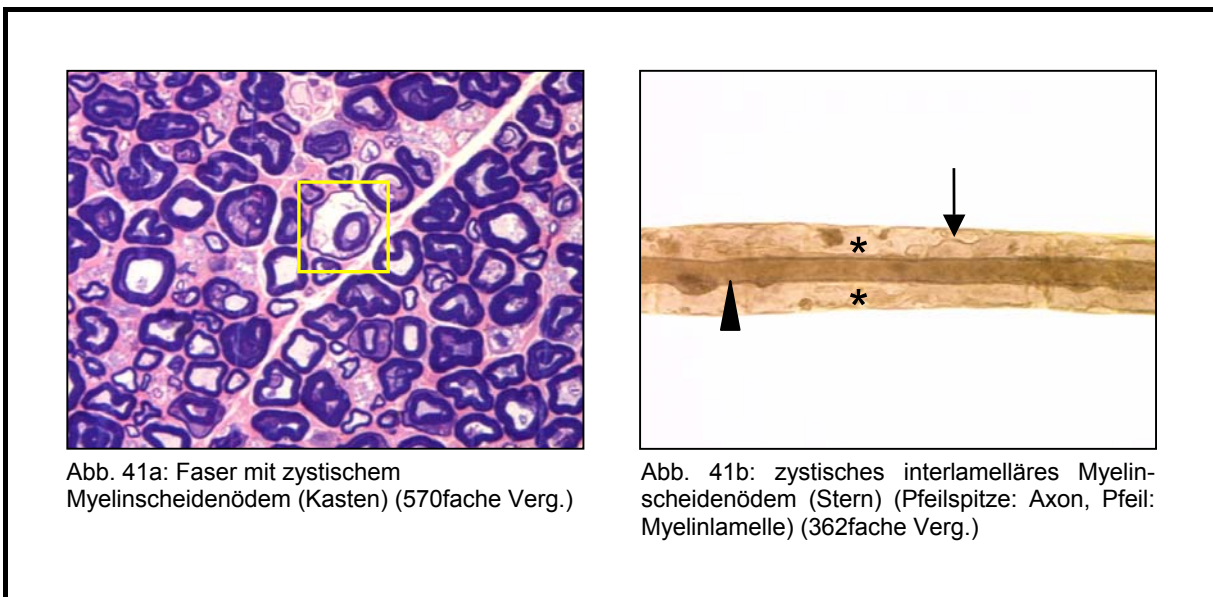 *
*
Abb. 41a: Faser mit zystischem
Myelinscheidenödem (Kasten) (570fache Verg.)
Abb. 41b: zystisches interlamelläres Myelin-
scheidenödem (Stern) (Pfeilspitze: Axon, Pfeil:
Myelinlamelle) (362fache Verg.)